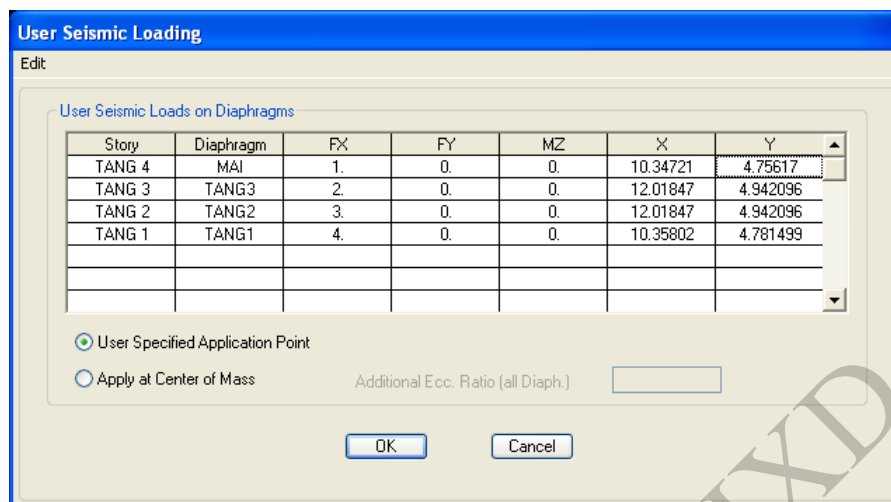 User Seismic Loading
Edit
User Seismic Loads on Diaphragms
Story Diaphragm FX FY MZ X Y
TANG 4 MAI 1. 0. 0. 10.34721 4.75617
TANG 3 TANG3 2. 0. 0. 12.01847 4.942096
TANG 2 TANG2 3. 0. 0. 12.01847 4.942096
TANG 1 TANG1 4. 0. 0. 10.35802 4.781499
User Specified Application Point
Apply at Center of Mass Additional Ecc. Ratio (all Diaph.)
OK Cancel